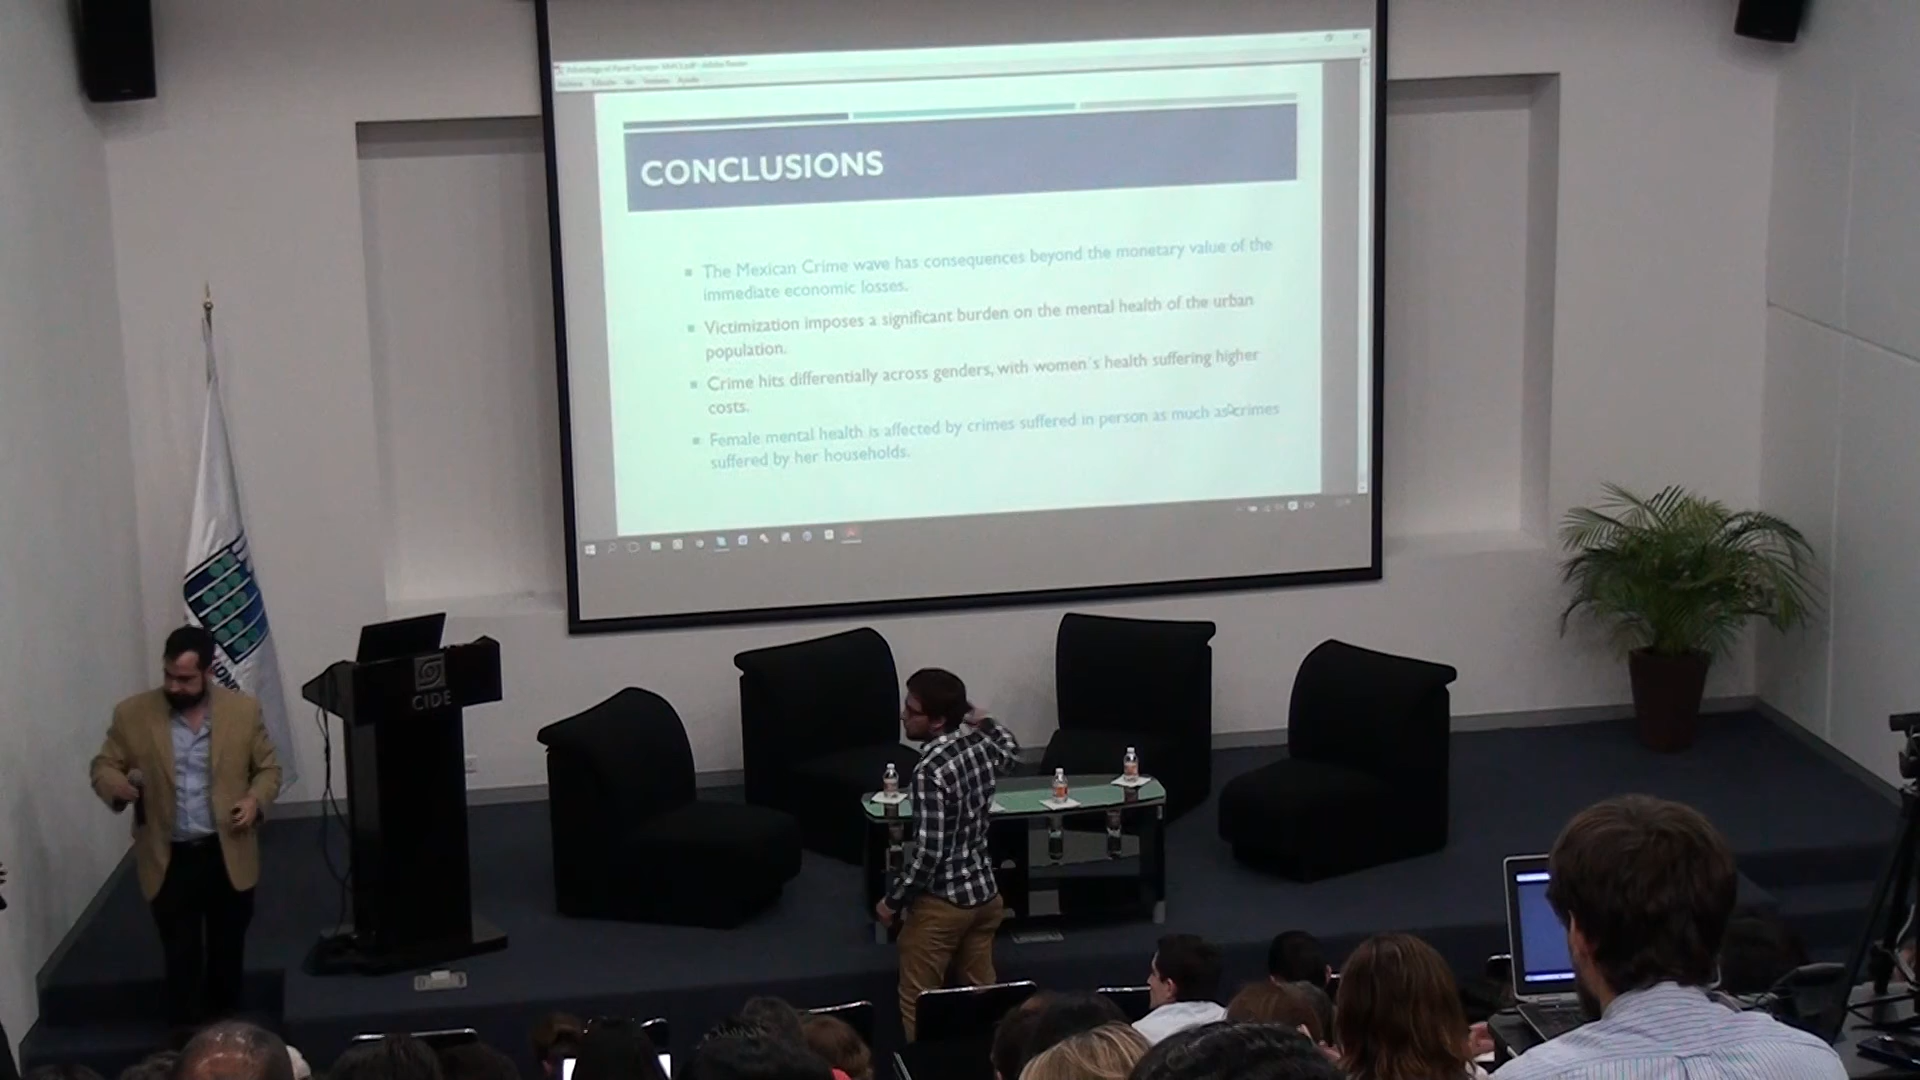 Adobe Reader
Ayuda
CONCLUSIONS
The Mexican Crime wave has consequences beyond the monetary value of the
immediate economic losses.
Victimization imposes a significant burden on the mental health of the urban
population.
Crime hits differentially across genders, with women´s health suffering higher
costs.
Female mental health is affected by crimes suffered in person as much as crimes
suffered by her households.
CIDE